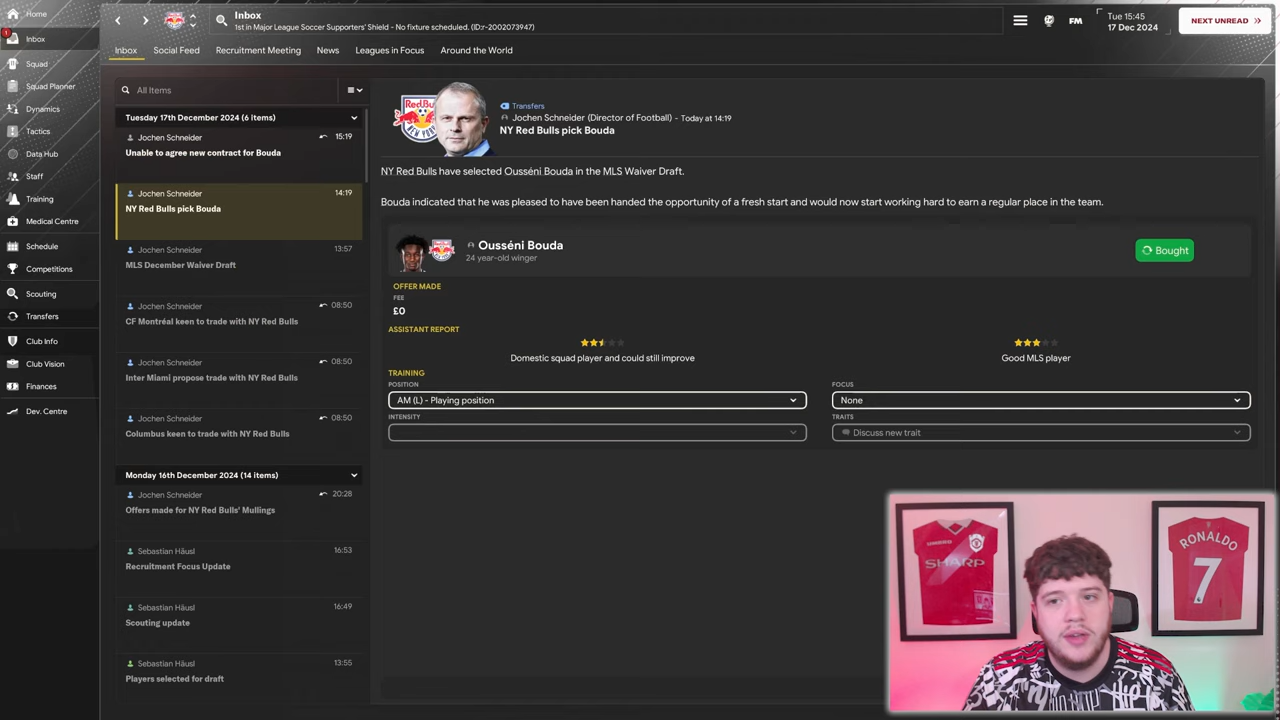 Home
Inbox
1
Squad
Squad Planner
Dynamics
Tactics
Data Hub
Staff
Training
Medical Centre
Schedule
Competitions
Scouting
Transfers
Club Info
Club Vision
Finances
Dev. Centre
Inbox
1st in Major League Soccer Supporters' Shield - No fixture scheduled. (ID:r-2002073947)
FM
Tue 15:45
17 Dec 2024
NEXT UNREAD
Inbox
Social Feed
Recruitment Meeting
News
Leagues in Focus
Around the World
All Items
Tuesday 17th December 2024 (6 items)
Jochen Schneider
15:19
Unable to agree new contract for Bouda
Jochen Schneider
14:19
NY Red Bulls pick Bouda
Jochen Schneider
13:57
MLS December Waiver Draft
Jochen Schneider
08:50
CF Montréal keen to trade with NY Red Bulls
Jochen Schneider
08:50
Inter Miami propose trade with NY Red Bulls
Jochen Schneider
08:50
Columbus keen to trade with NY Red Bulls
Monday 16th December 2024 (14 items)
Jochen Schneider
20:28
Offers made for NY Red Bulls' Mullings
Sebastian Häusl
16:53
Recruitment Focus Update
Sebastian Häusl
16:49
Scouting update
Sebastian Häusl
13:55
Players selected for draft
Transfers
Jochen Schneider (Director of Football) - Today at 14:19
NY Red Bulls pick Bouda
NY Red Bulls have selected Ousséni Bouda in the MLS Waiver Draft.
Bouda indicated that he was pleased to have been handed the opportunity of a fresh start and would now start working hard to earn a regular place in the team.
Ousséni Bouda
24 year-old winger
Bought
OFFER MADE
FEE
£0
ASSISTANT REPORT
Domestic squad player and could still improve
Good MLS player
TRAINING
POSITION
AM (L) - Playing position
FOCUS
None
INTENSITY
TRAITS
Discuss new trait
SHARP
RONALDO
7